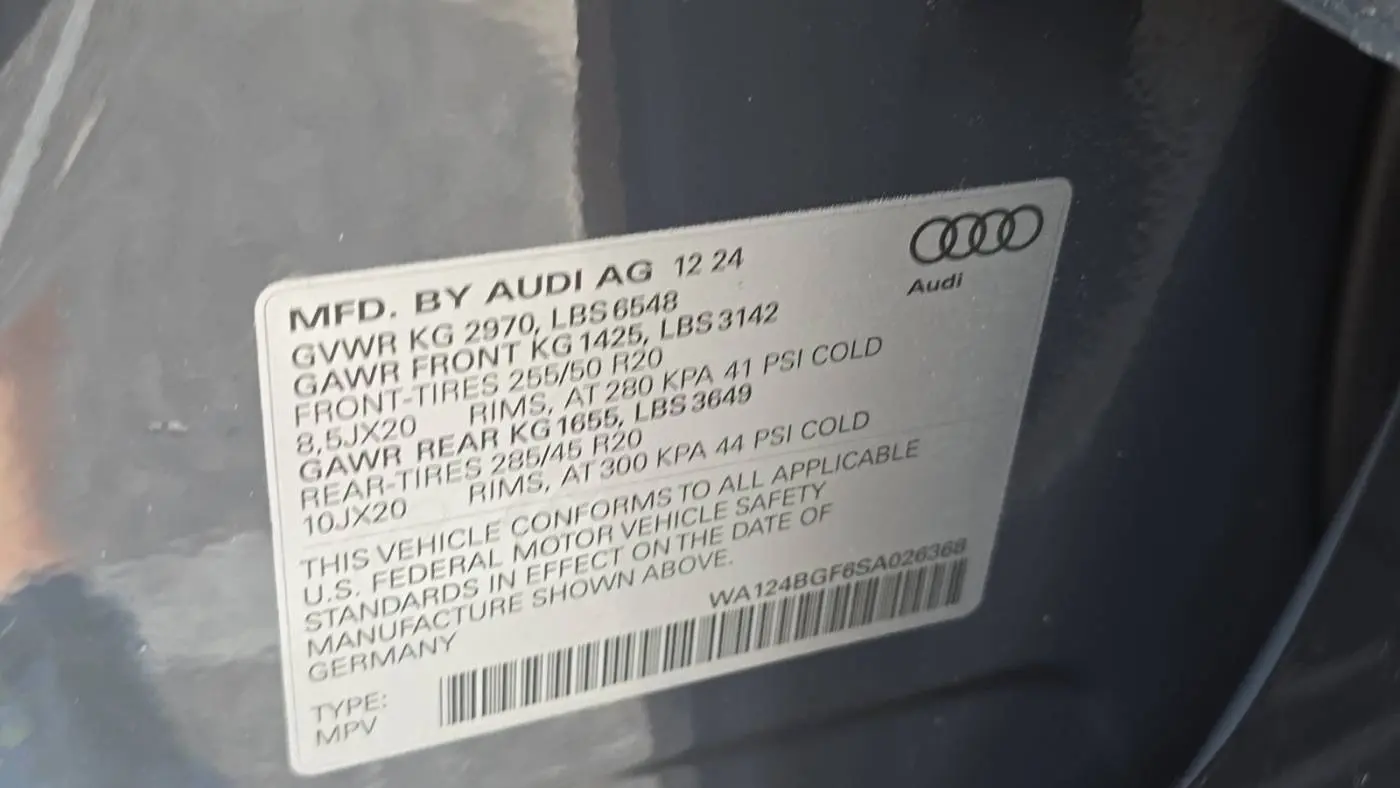 MFD. BY AUDI AG 12 24
Audi
GVWR KG 2970, LBS 6548
GAWR FRONT KG 1425, LBS 3142
FRONT-TIRES 255/50 R20
8,5JX20 RIMS, AT 280 KPA 41 PSI COLD
GAWR REAR KG 1655, LBS 3649
REAR-TIRES 285/45 R20
10JX20 RIMS, AT 300 KPA 44 PSI COLD
THIS VEHICLE CONFORMS TO ALL APPLICABLE
U.S. FEDERAL MOTOR VEHICLE SAFETY
STANDARDS IN EFFECT ON THE DATE OF
MANUFACTURE SHOWN ABOVE.
GERMANY
WA124BGF6SA026368
TYPE:
MPV